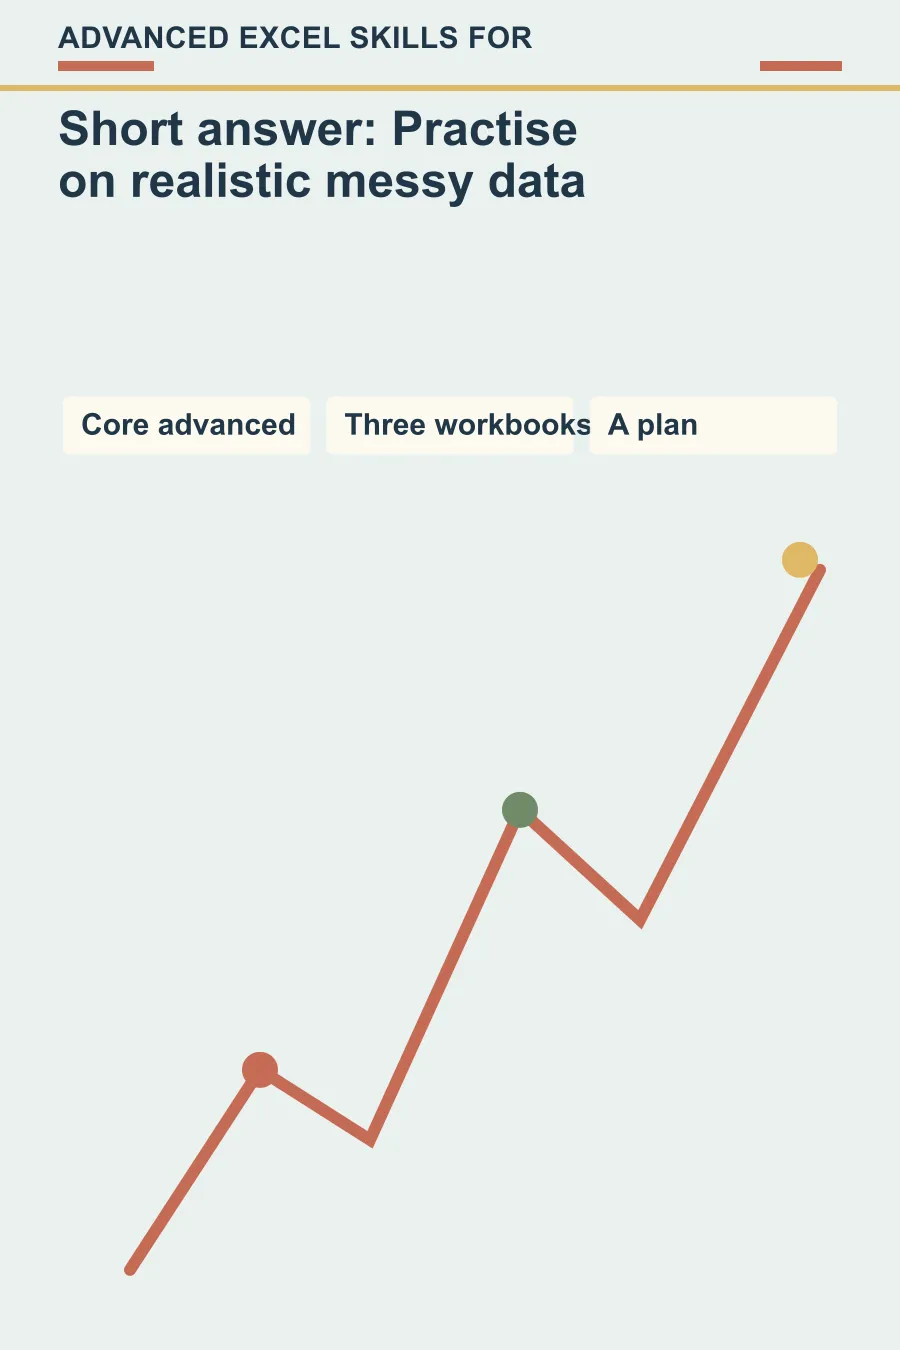 ADVANCED EXCEL SKILLS FOR
Short answer: Practise
on realistic messy data
Core advanced
Three workbooks
A plan